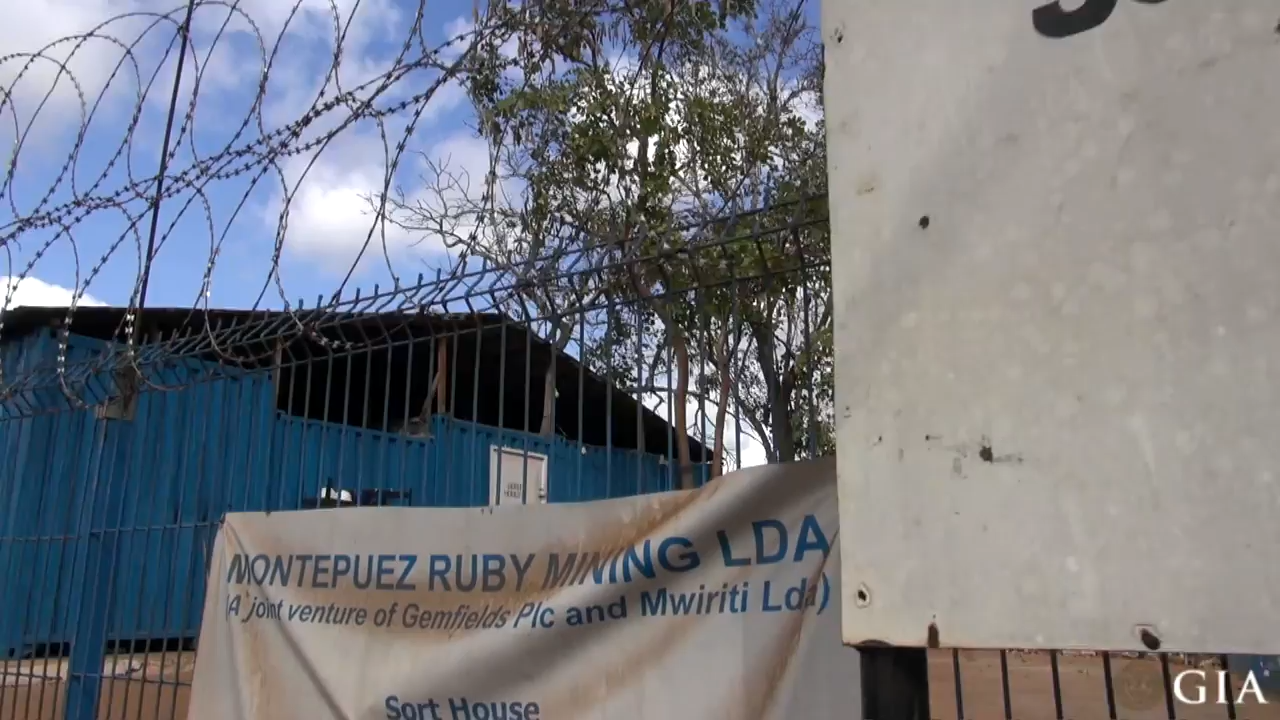 MONTEPUEZ RUBY MINING LDA
(A joint venture of Gemfields Plc and Mwiriti Lda)
Sort House
GIA